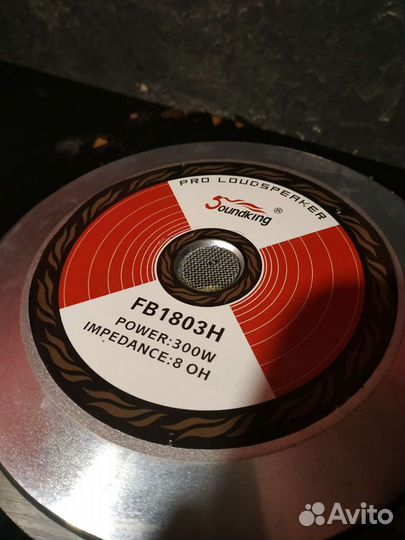 PRO LOUDSPEAKER
Soundking ®
FB1803H
POWER:300W
IMPEDANCE:8 OH
Avito